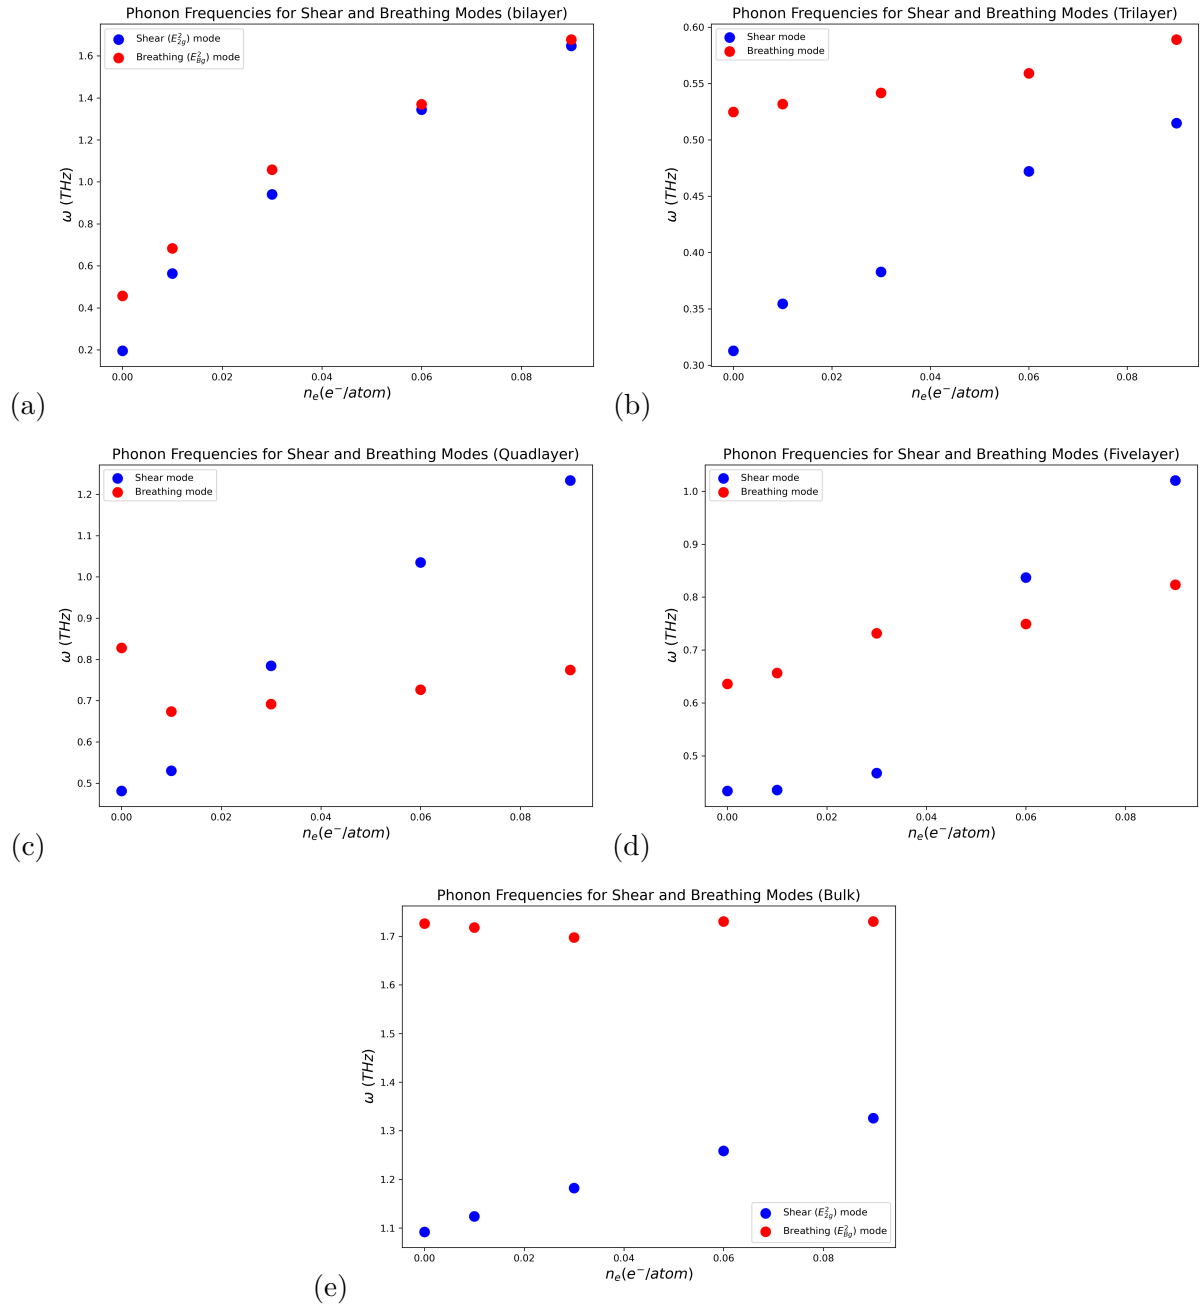 Phonon Frequencies for Shear and Breathing Modes (bilayer)
Shear (E²₂g) mode
Breathing (E²Bg) mode
1.6
1.4
1.2
1.0
0.8
0.6
0.4
0.2
ω (THz)
0.00 0.02 0.04 0.06 0.08
nₑ(e⁻/atom)
(a)
Phonon Frequencies for Shear and Breathing Modes (Trilayer)
Shear mode
Breathing mode
0.60
0.55
0.50
0.45
0.40
0.35
0.30
ω (THz)
0.00 0.02 0.04 0.06 0.08
nₑ(e⁻/atom)
(b)
Phonon Frequencies for Shear and Breathing Modes (Quadlayer)
Shear mode
Breathing mode
1.2
1.1
1.0
0.9
0.8
0.7
0.6
0.5
ω (THz)
0.00 0.02 0.04 0.06 0.08
nₑ(e⁻/atom)
(c)
Phonon Frequencies for Shear and Breathing Modes (Fivelayer)
Shear mode
Breathing mode
1.0
0.9
0.8
0.7
0.6
0.5
ω (THz)
0.00 0.02 0.04 0.06 0.08
nₑ(e⁻/atom)
(d)
Phonon Frequencies for Shear and Breathing Modes (Bulk)
1.7
1.6
1.5
1.4
1.3
1.2
1.1
ω (THz)
Shear (E²₂g) mode
Breathing (E²Bg) mode
0.00 0.02 0.04 0.06 0.08
nₑ(e⁻/atom)
(e)